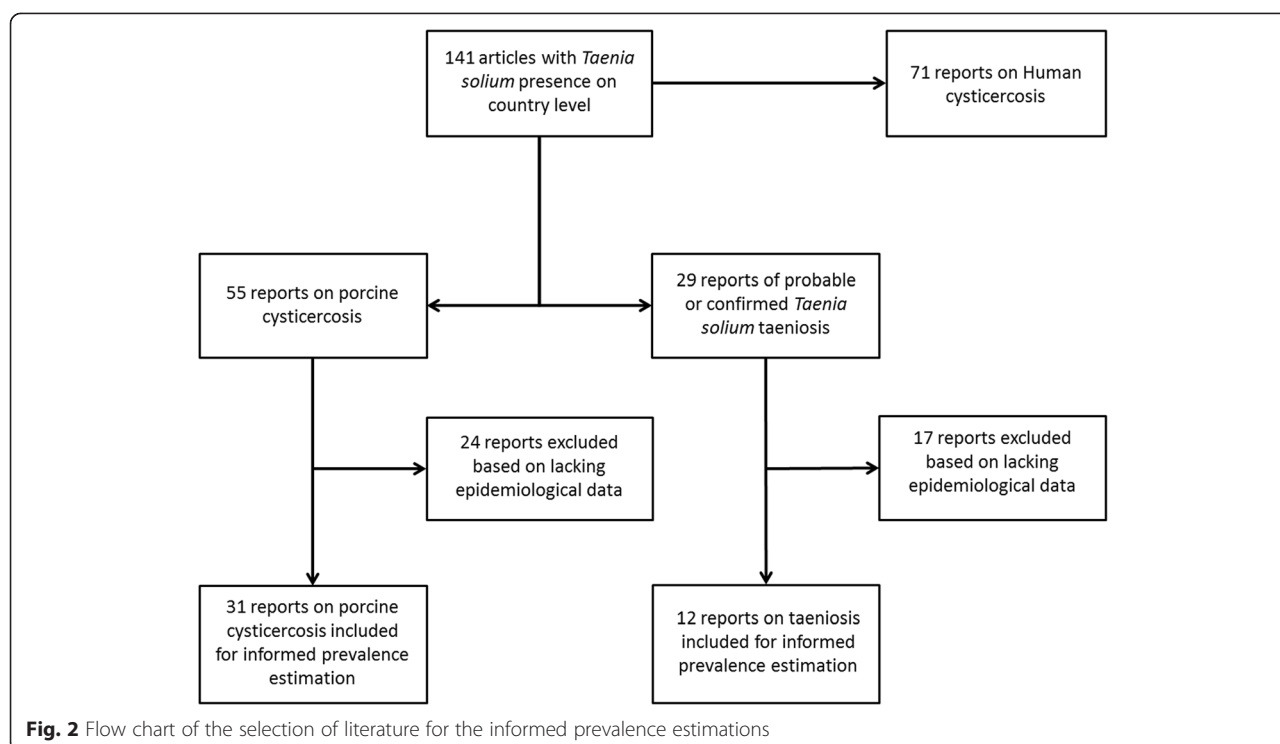 141 articles with Taenia
solium presence on
country level
71 reports on Human
cysticercosis
55 reports on porcine
cysticercosis
29 reports of probable
or confirmed Taenia
solium taeniosis
24 reports excluded
based on lacking
epidemiological data
17 reports excluded
based on lacking
epidemiological data
31 reports on porcine
cysticercosis included
for informed prevalence
estimation
12 reports on taeniosis
included for informed
prevalence estimation
Fig. 2 Flow chart of the selection of literature for the informed prevalence estimations